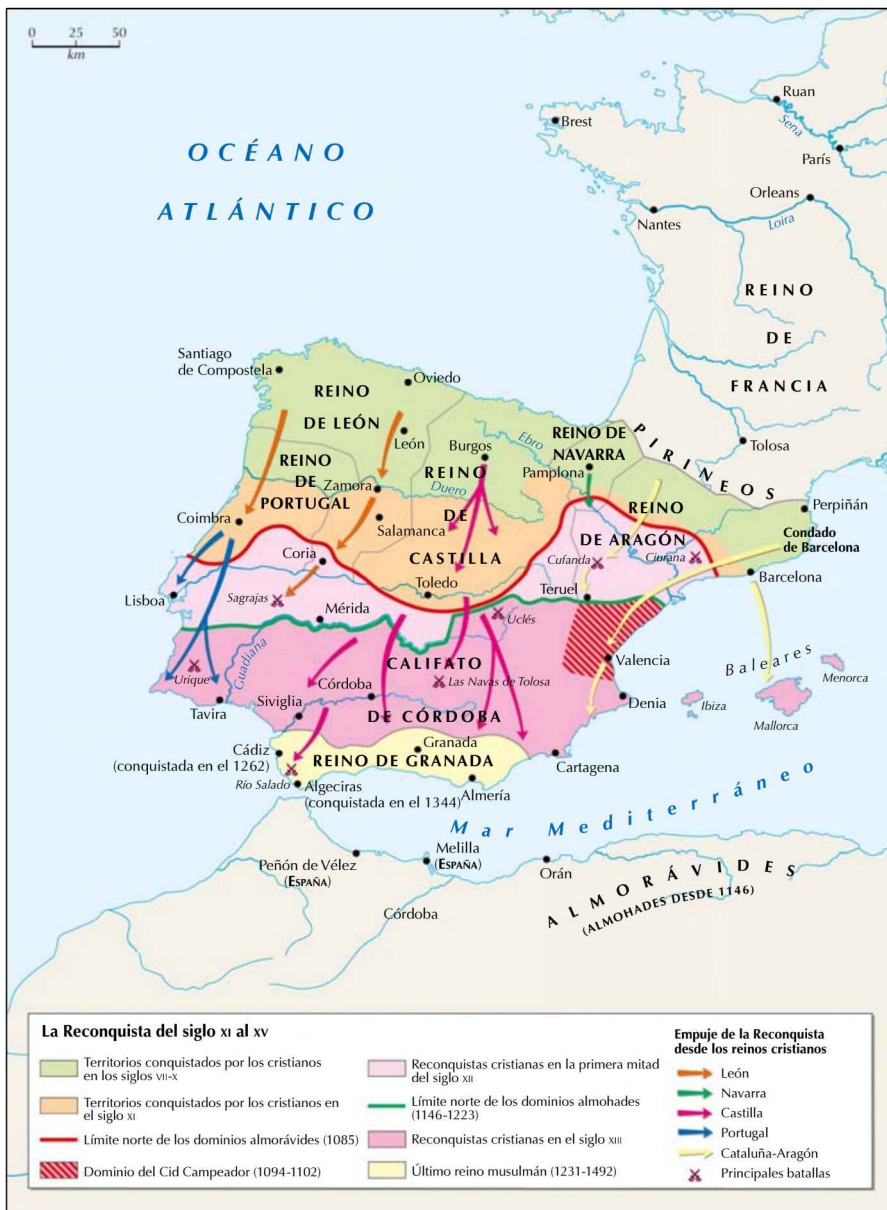 0 25 50
km
OCÉANO
ATLÁNTICO
Ruan
Sena
Brest
París
Orleans
Nantes
Loira
REINO
DE
FRANCIA
Tolosa
PIRINEOS
Perpiñán
Santiago
de Compostela
Oviedo
REINO
DE LEÓN
León
Burgos
Ebro
REINO DE
NAVARRA
Pamplona
REINO
DE
PORTUGAL
Zamora
Duero
REINO
DE
CASTILLA
REINO
DE ARAGÓN
Coimbra
Salamanca
Condado
de Barcelona
Coria
Cufanda
Ciurana
Barcelona
Toledo
Teruel
Lisboa
Sagrajas
Mérida
Uclés
Guadiana
CALIFATO
DE CÓRDOBA
Valencia
Baleares
Menorca
Urique
Las Navas de Tolosa
Córdoba
Siviglia
Tavira
Denia
Ibiza
Mallorca
Cádiz
(conquistada en el 1262)
Granada
REINO DE GRANADA
Cartagena
Río Salado
Algeciras
(conquistada en el 1344)
Almería
Mar Mediterráneo
Peñón de Vélez
(ESPAÑA)
Melilla
(ESPAÑA)
Orán
Córdoba
ALMORÁVIDES
(ALMOHADES DESDE 1146)
La Reconquista del siglo XI al XV
Territorios conquistados por los cristianos
en los siglos VII-X
Territorios conquistados por los cristianos en
el siglo XI
Límite norte de los dominios almorávides (1085)
Dominio del Cid Campeador (1094-1102)
Reconquistas cristianas en la primera mitad
del siglo XII
Límite norte de los dominios almohades
(1146-1223)
Reconquistas cristianas en el siglo XIII
Último reino musulmán (1231-1492)
Empuje de la Reconquista
desde los reinos cristianos
León
Navarra
Castilla
Portugal
Cataluña-Aragón
Principales batallas